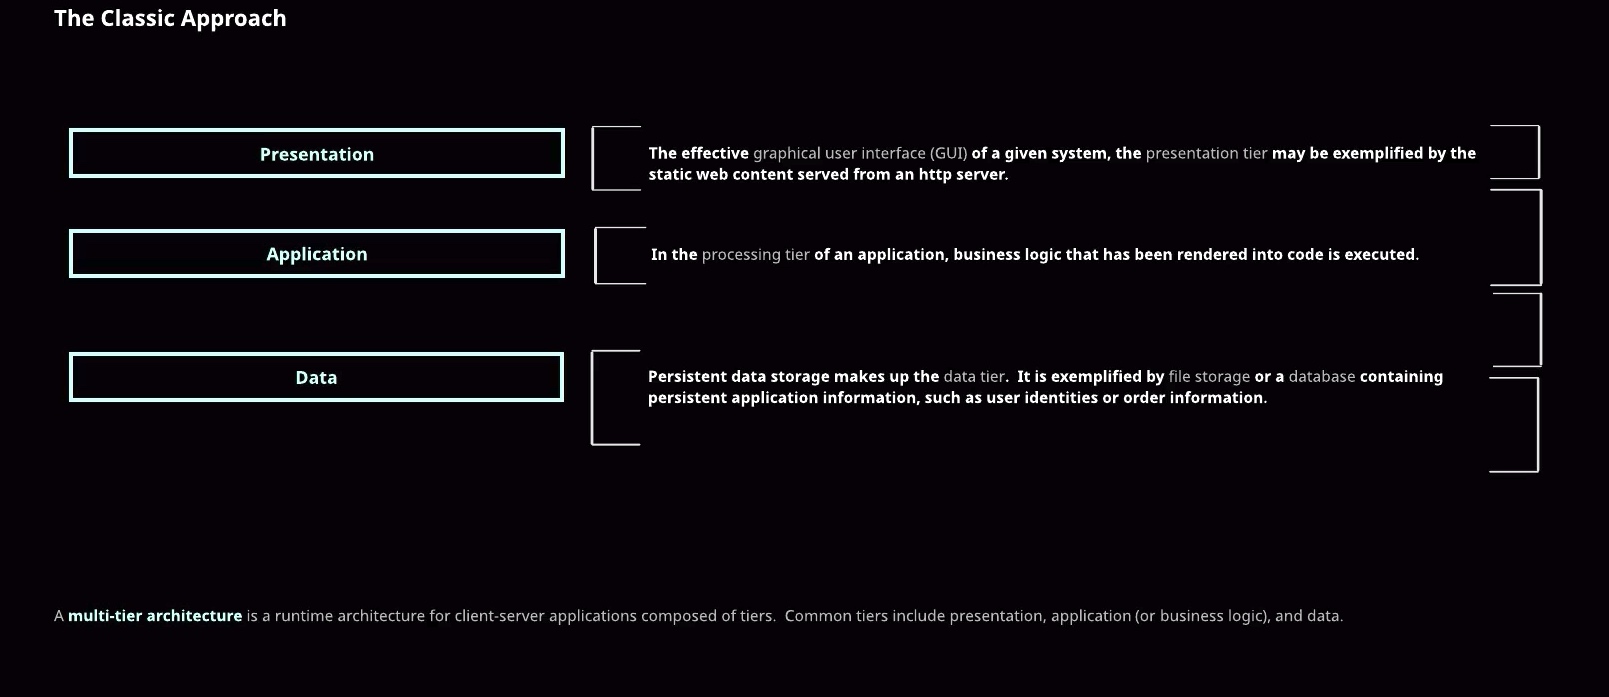 The Classic Approach
Presentation
The effective graphical user interface (GUI) of a given system, the presentation tier may be exemplified by the
static web content served from an http server.
Application
In the processing tier of an application, business logic that has been rendered into code is executed.
Data
Persistent data storage makes up the data tier.  It is exemplified by file storage or a database containing
persistent application information, such as user identities or order information.
A multi-tier architecture is a runtime architecture for client-server applications composed of tiers.  Common tiers include presentation, application (or business logic), and data.